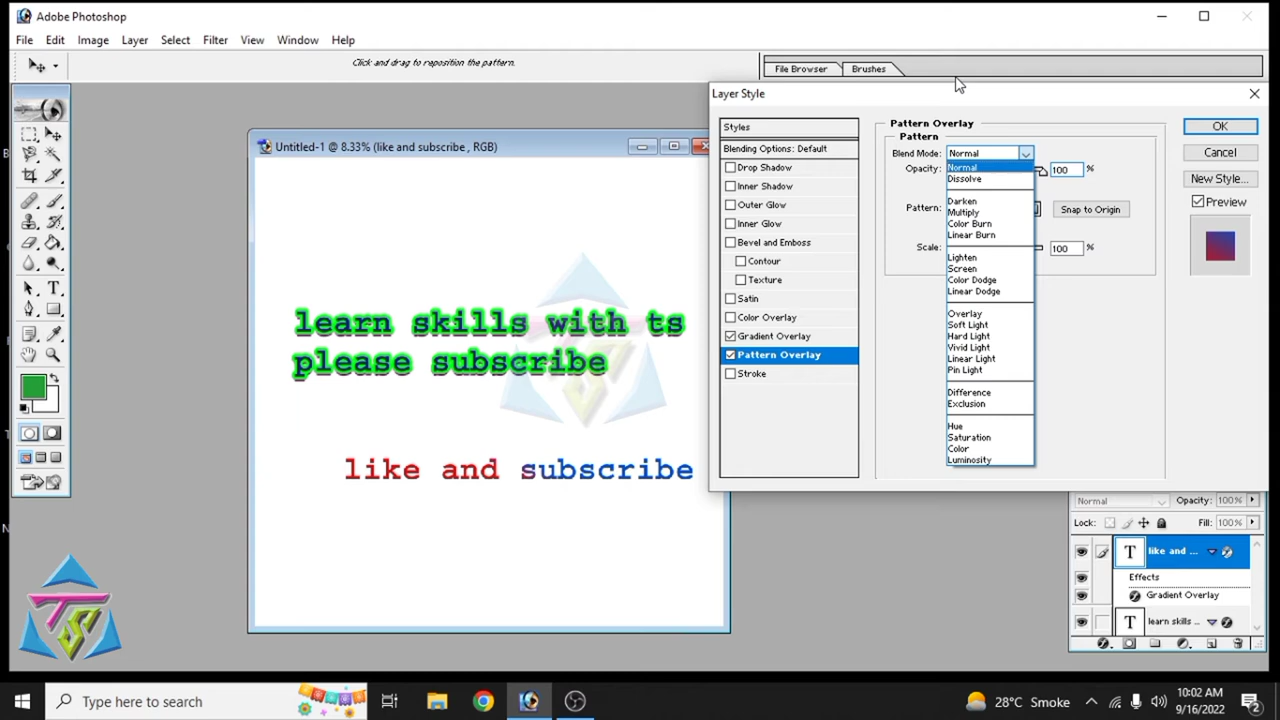 Adobe Photoshop
File Edit Image Layer Select Filter View Window Help
Click and drag to reposition the pattern.
File Browser Brushes
Layer Style
Untitled-1 @ 8.33% (like and subscribe , RGB)
Styles
Blending Options: Default
Drop Shadow
Inner Shadow
Outer Glow
Inner Glow
Bevel and Emboss
Contour
Texture
Satin
Color Overlay
Gradient Overlay
Pattern Overlay
Stroke
Pattern Overlay
Pattern
Blend Mode: Normal
Opacity: 100 %
Pattern: Snap to Origin
Scale: 100 %
Normal
Dissolve
Darken
Multiply
Color Burn
Linear Burn
Lighten
Screen
Color Dodge
Linear Dodge
Overlay
Soft Light
Hard Light
Vivid Light
Linear Light
Pin Light
Difference
Exclusion
Hue
Saturation
Color
Luminosity
OK
Cancel
New Style...
Preview
learn skills with ts
please subscribe
like and subscribe
Normal Opacity: 100%
Lock: Fill: 100%
T like and ...
Effects
Gradient Overlay
T learn skills ...
TS
Type here to search
28°C Smoke
10:02 AM
9/16/2022
2